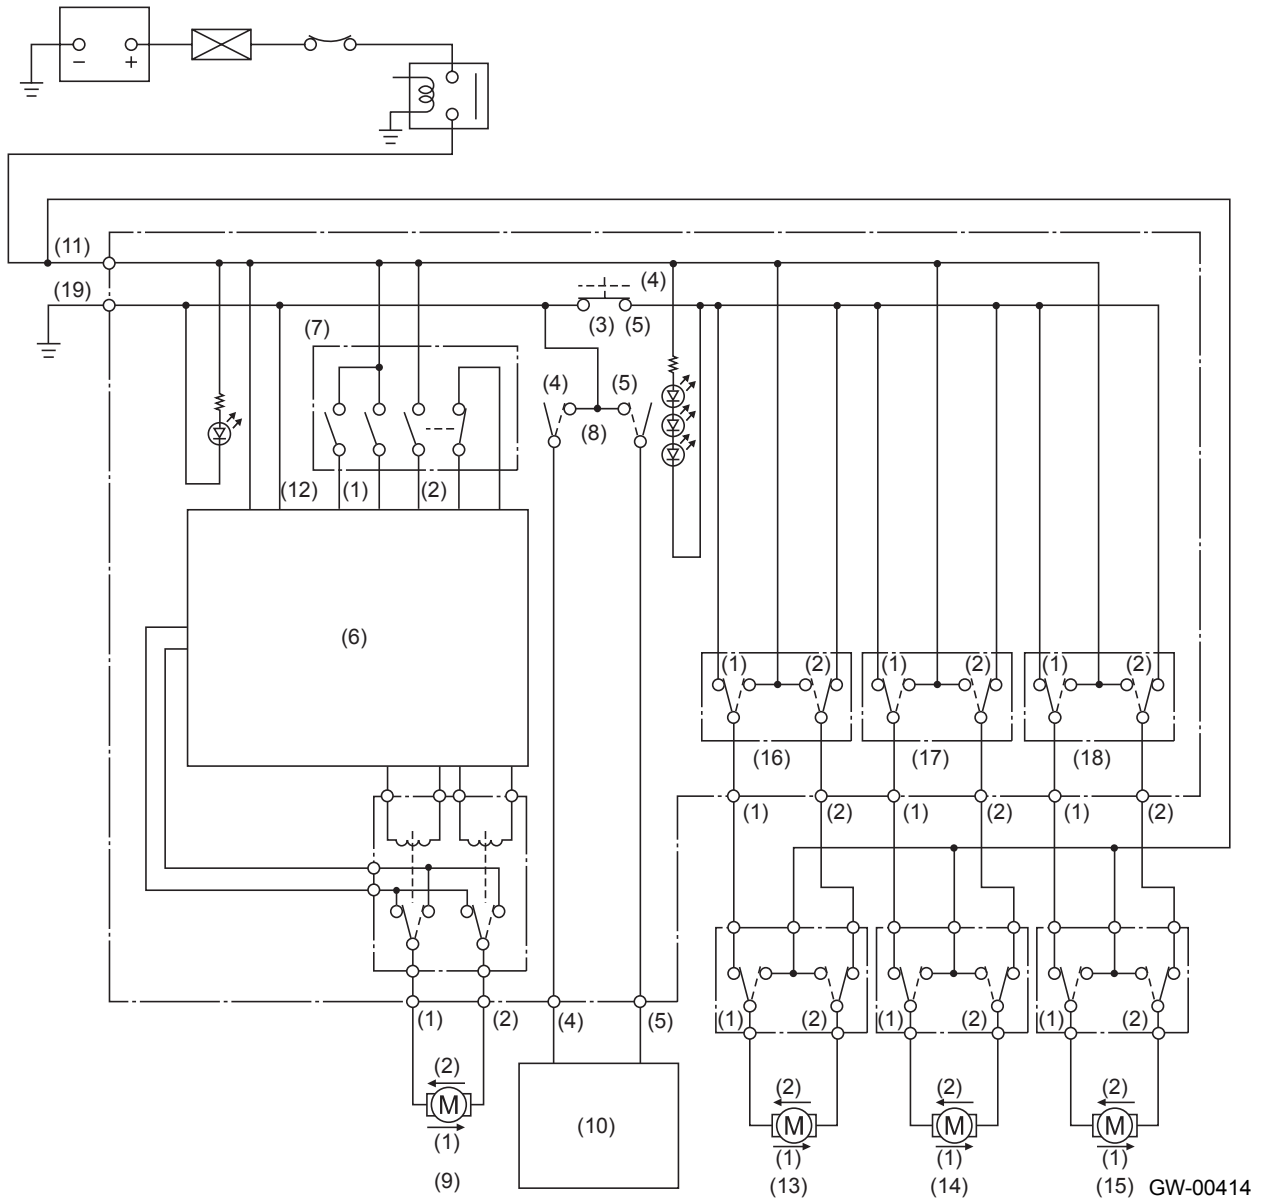 − +
(11)
(19)
(4)
(3) (5)
(7)
(4) (5)
(8)
(12) (1) (2)
(6)
(1) (2) (1) (2) (1) (2)
(16) (17) (18)
(1) (2) (1) (2) (1) (2)
(1) (2) (4) (5)
(1) (2) (1) (2) (1) (2)
(2)
M
(1)
(9)
(10)
(2) (2) (2)
M M M
(1) (1) (1)
(13) (14) (15)
GW-00414